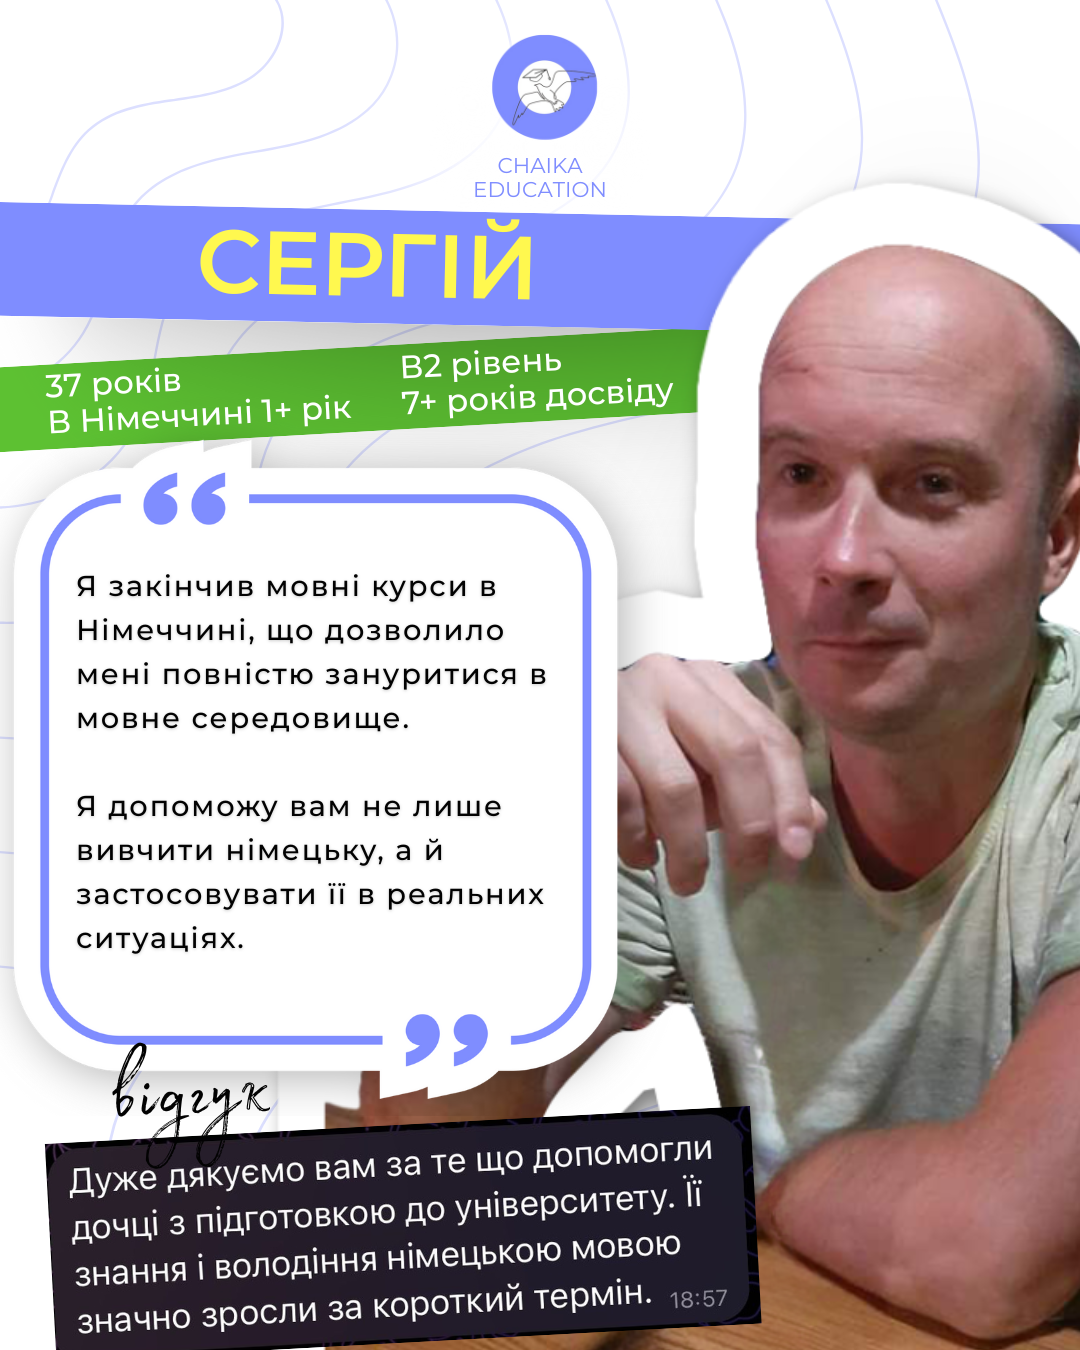 CHAIKA
EDUCATION
СЕРГІЙ
37 років
В Німеччині 1+ рік
B2 рівень
7+ років досвіду
“
Я закінчив мовні курси в
Німеччині, що дозволило
мені повністю зануритися в
мовне середовище.
Я допоможу вам не лише
вивчити німецьку, а й
застосовувати її в реальних
ситуаціях.
”
відгук
Дуже дякуємо вам за те що допомогли
дочці з підготовкою до університету. Її
знання і володіння німецькою мовою
значно зросли за короткий термін. 18:57